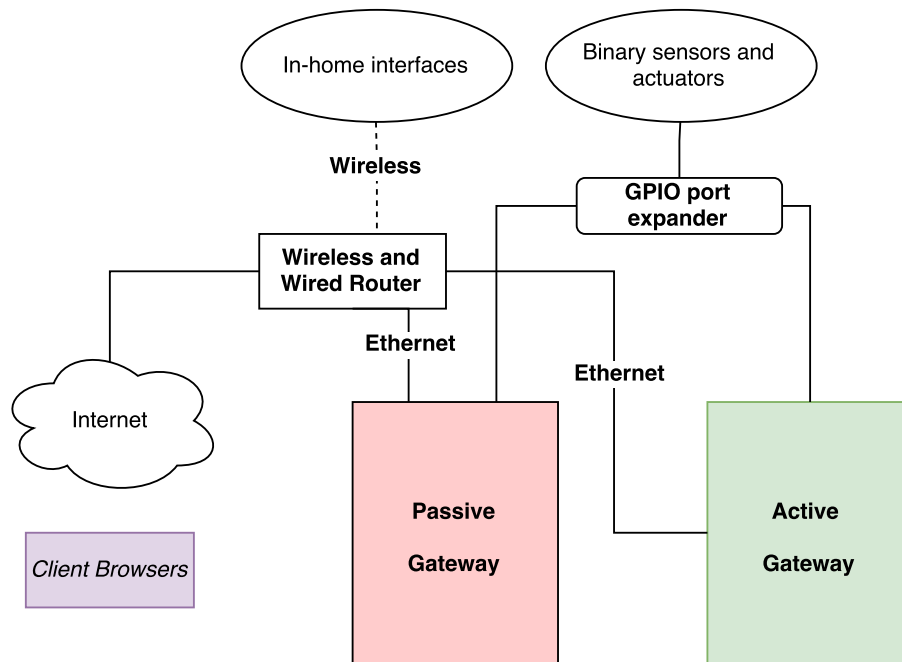 In-home interfaces
Binary sensors and
actuators
Wireless
GPIO port
expander
Wireless and
Wired Router
Ethernet
Ethernet
Internet
Passive
Gateway
Active
Gateway
Client Browsers